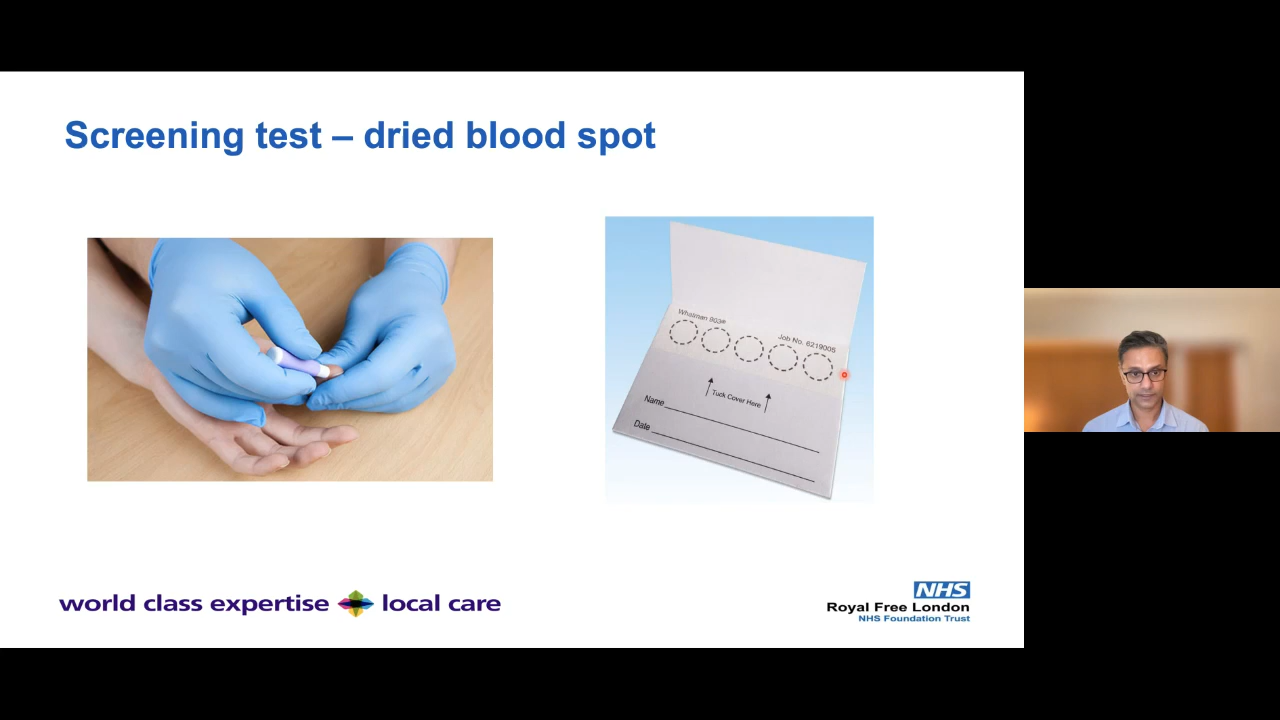 Screening test – dried blood spot
Whatman 903®
Job No. 6219005
Tuck Cover Here
Name
Date
world class expertise local care
NHS
Royal Free London
NHS Foundation Trust